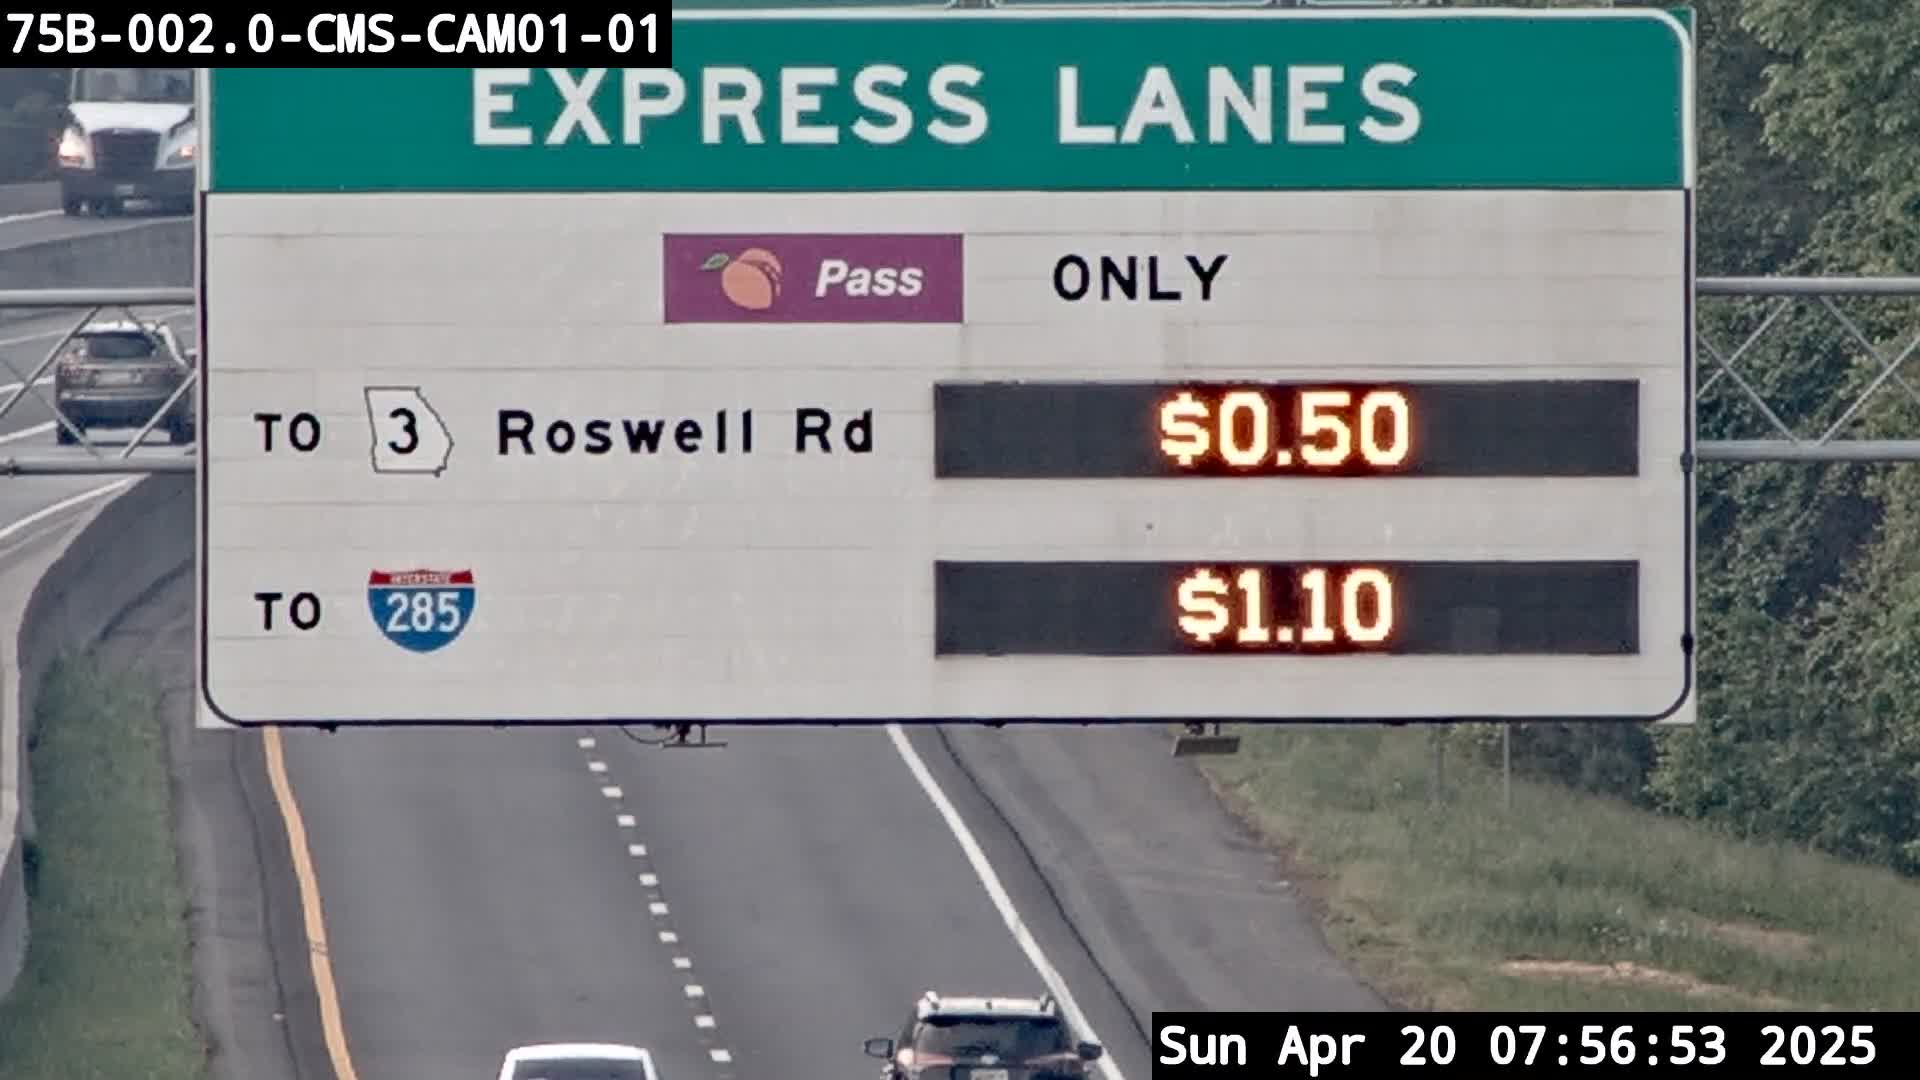 75B-002.0-CMS-CAM01-01
EXPRESS LANES
Pass ONLY
TO 3 Roswell Rd $0.50
TO INTERSTATE 285 $1.10
Sun Apr 20 07:56:53 2025